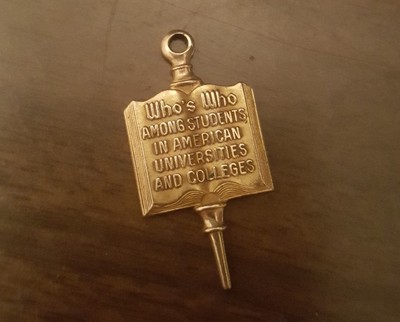 Who's Who
AMONG STUDENTS
IN AMERICAN
UNIVERSITIES
AND COLLEGES